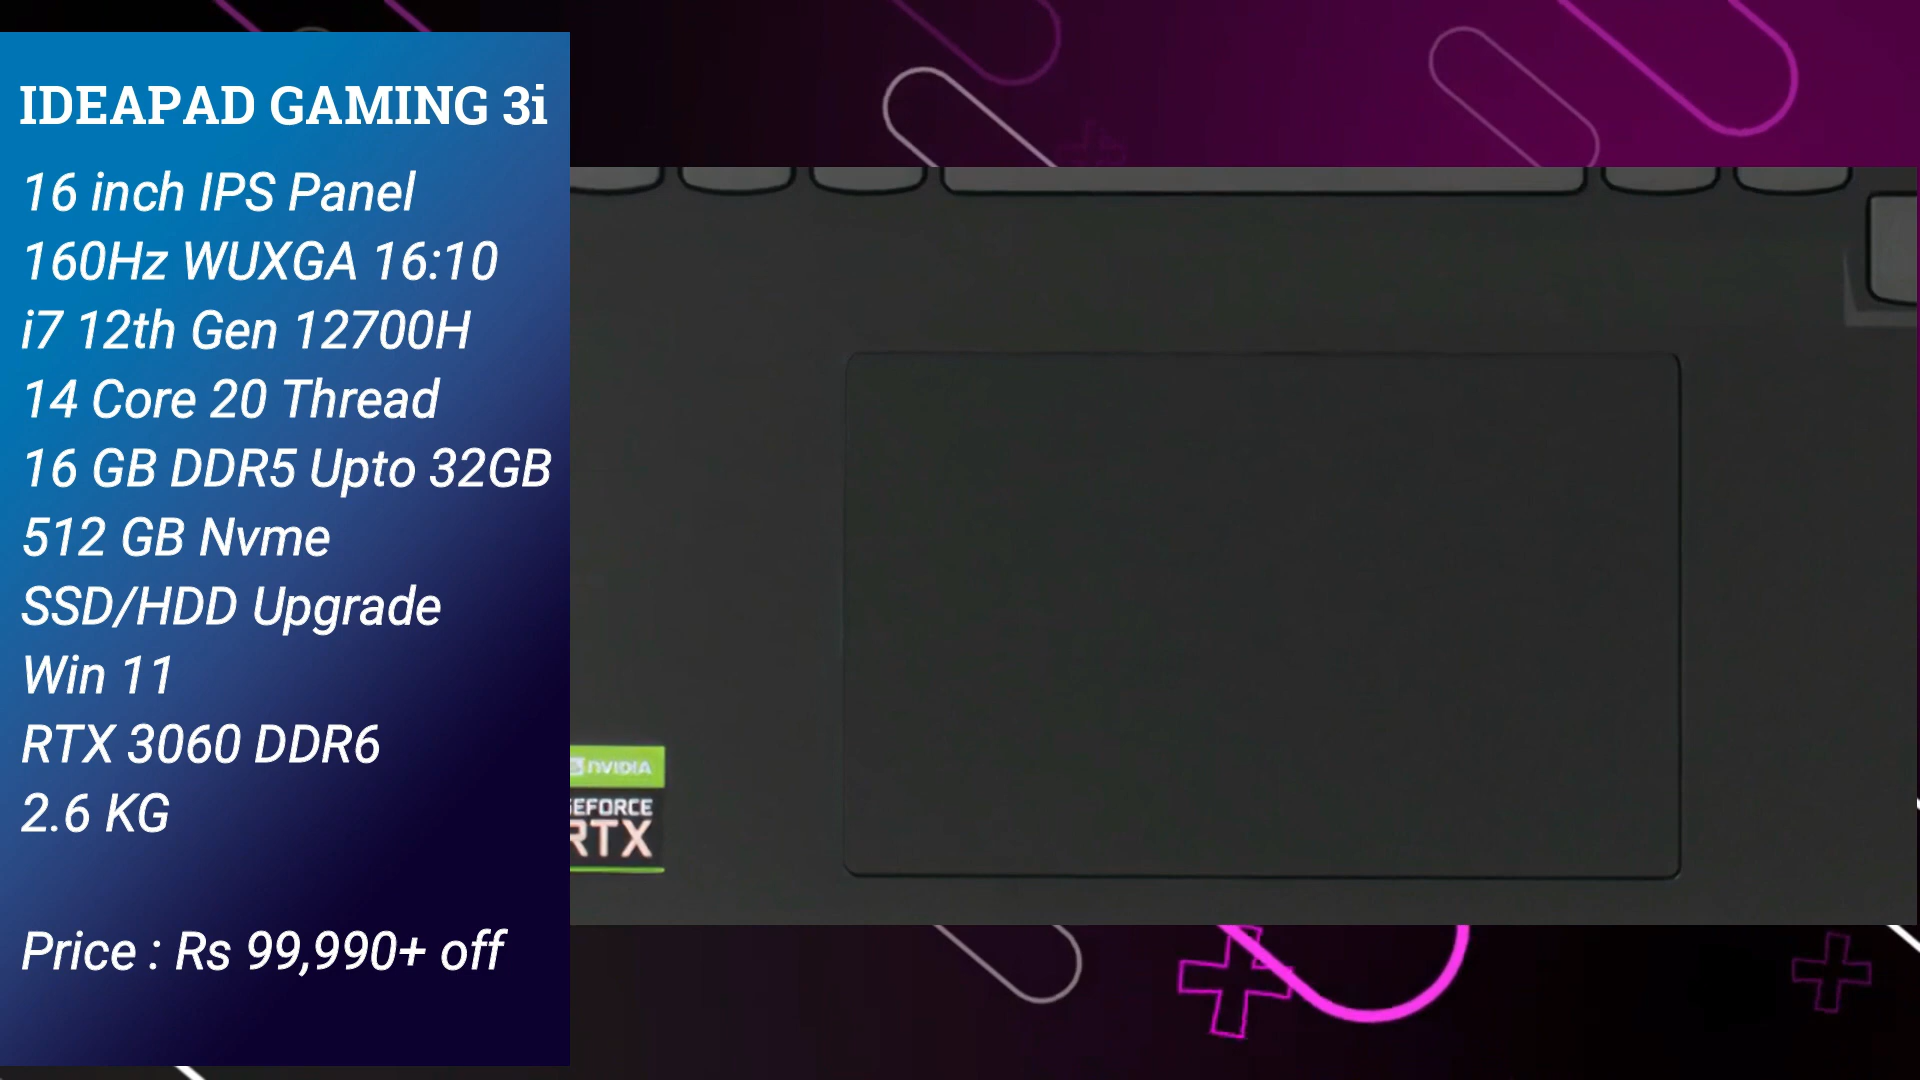 IDEAPAD GAMING 3i
16 inch IPS Panel
160Hz WUXGA 16:10
i7 12th Gen 12700H
14 Core 20 Thread
16 GB DDR5 Upto 32GB
512 GB Nvme
SSD/HDD Upgrade
Win 11
RTX 3060 DDR6
2.6 KG
Price : Rs 99,990+ off
NVIDIA
EFORCE
RTX